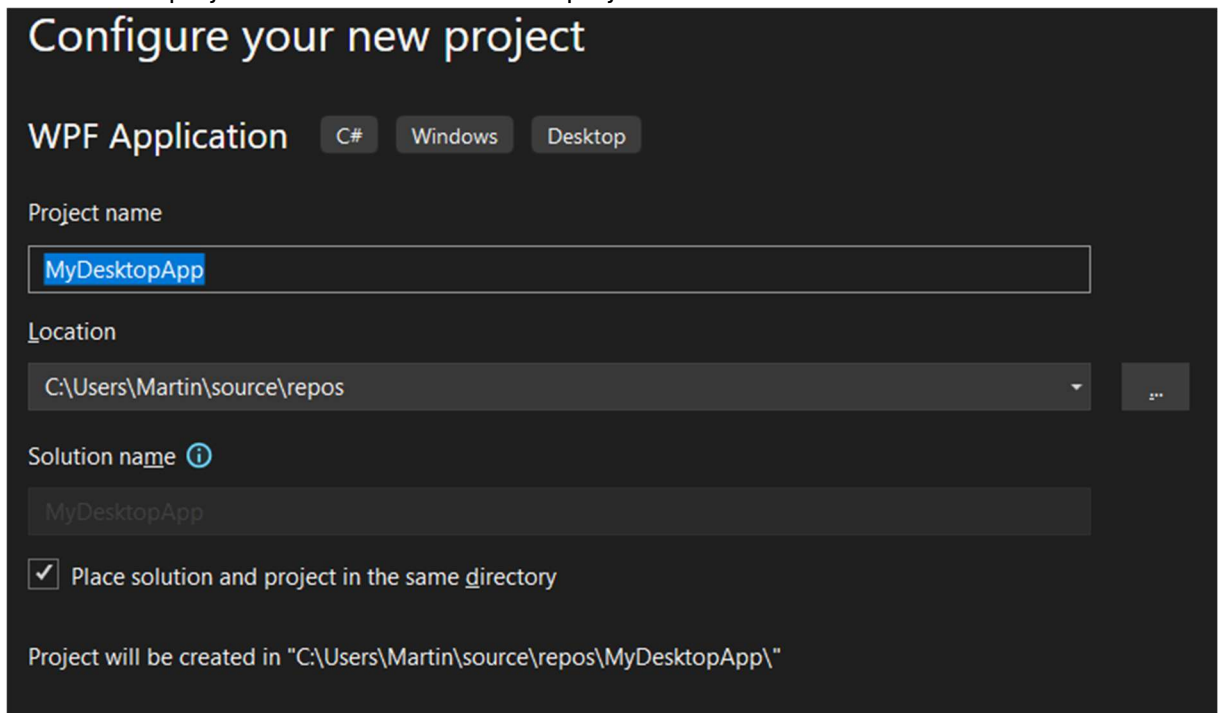 Configure your new project
WPF Application C# Windows Desktop
Project name
MyDesktopApp
Location
C:\Users\Martin\source\repos
...
Solution name
MyDesktopApp
Place solution and project in the same directory
Project will be created in "C:\Users\Martin\source\repos\MyDesktopApp\"